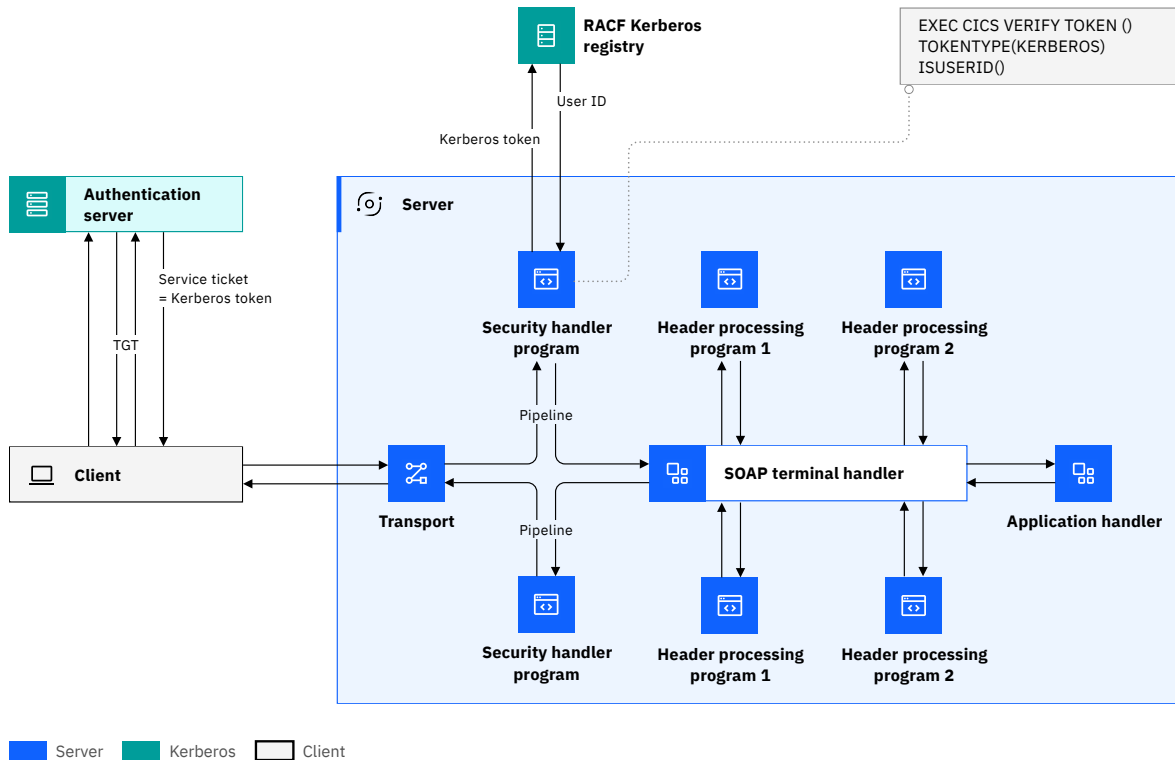 RACF Kerberos
registry
EXEC CICS VERIFY TOKEN ()
TOKENTYPE(KERBEROS)
ISUSERID()
User ID
Kerberos token
Authentication
server
Server
Service ticket
= Kerberos token
TGT
Security handler
program
Header processing
program 1
Header processing
program 2
Pipeline
Client
SOAP terminal handler
Transport
Application handler
Pipeline
Security handler
program
Header processing
program 1
Header processing
program 2
Server
Kerberos
Client